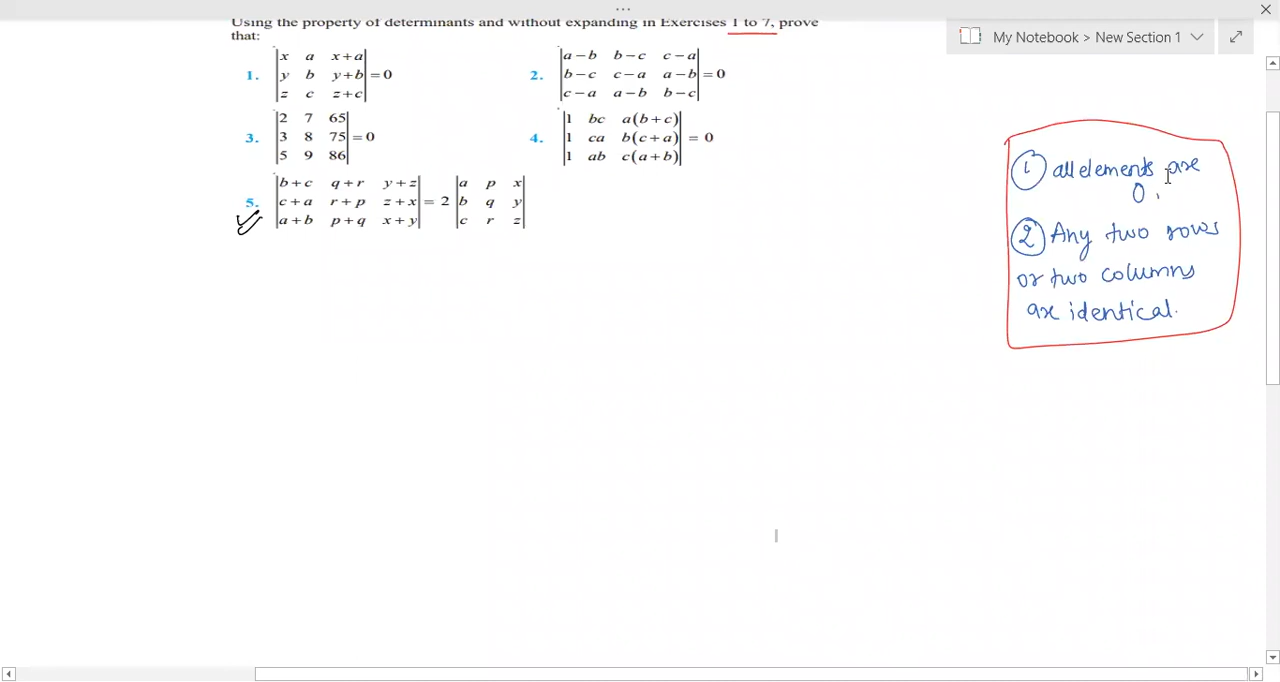 Using the property of determinants and without expanding in Exercises 1 to 7, prove
that:
My Notebook > New Section 1
1. |x a x+a| 2. |a−b b−c c−a|
|y b y+b| = 0 |b−c c−a a−b| = 0
|z c z+c| |c−a a−b b−c|
3. |2 7 65| 4. |1 bc a(b+c)|
|3 8 75| = 0 |1 ca b(c+a)| = 0
|5 9 86| |1 ab c(a+b)|
5. |b+c q+r y+z| |a p x|
|c+a r+p z+x| = 2 |b q y|
|a+b p+q x+y| |c r z|
1 all elements are
0,
2 Any two rows
or two columns
are identical.